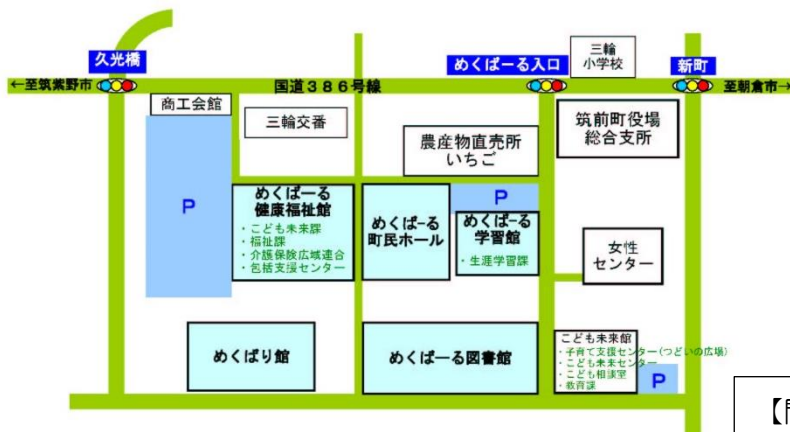 久光橋
めくばーる入口
三輪
小学校
新町
←至筑紫野市
国道386号線
至朝倉市→
商工会館
三輪交番
農産物直売所
いちご
筑前町役場
総合支所
P
めくばーる
健康福祉館
・こども未来課
・福祉課
・介護保険広域連合
・包括支援センター
めくばーる
町民ホール
P
めくばーる
学習館
・生涯学習課
女性
センター
めくばり館
めくばーる図書館
こども未来館
・子育て支援センター(つどいの広場)
・こども未来センター
・こども相談室
・教育課
P
【